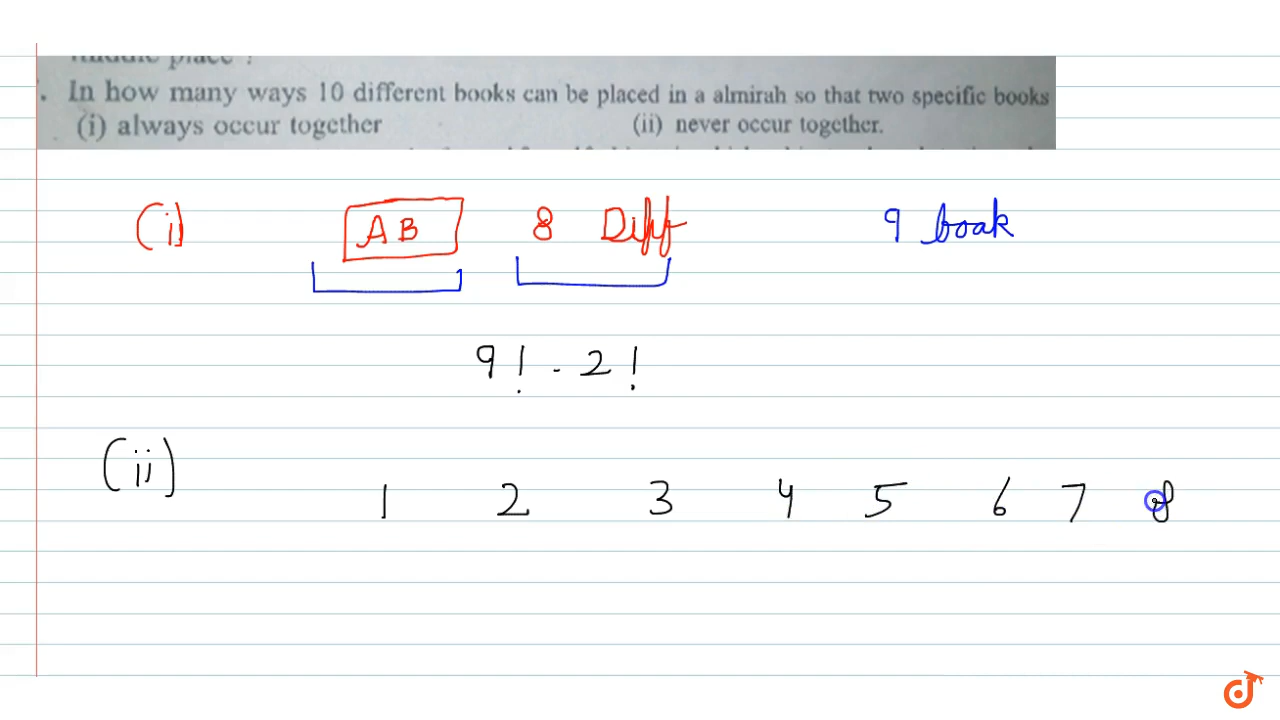 . In how many ways 10 different books can be placed in a almirah so that two specific books
(i) always occur together (ii) never occur together.
(i) AB 8 Diff 9 boak
9! . 2!
(ii) 1 2 3 4 5 6 7 8